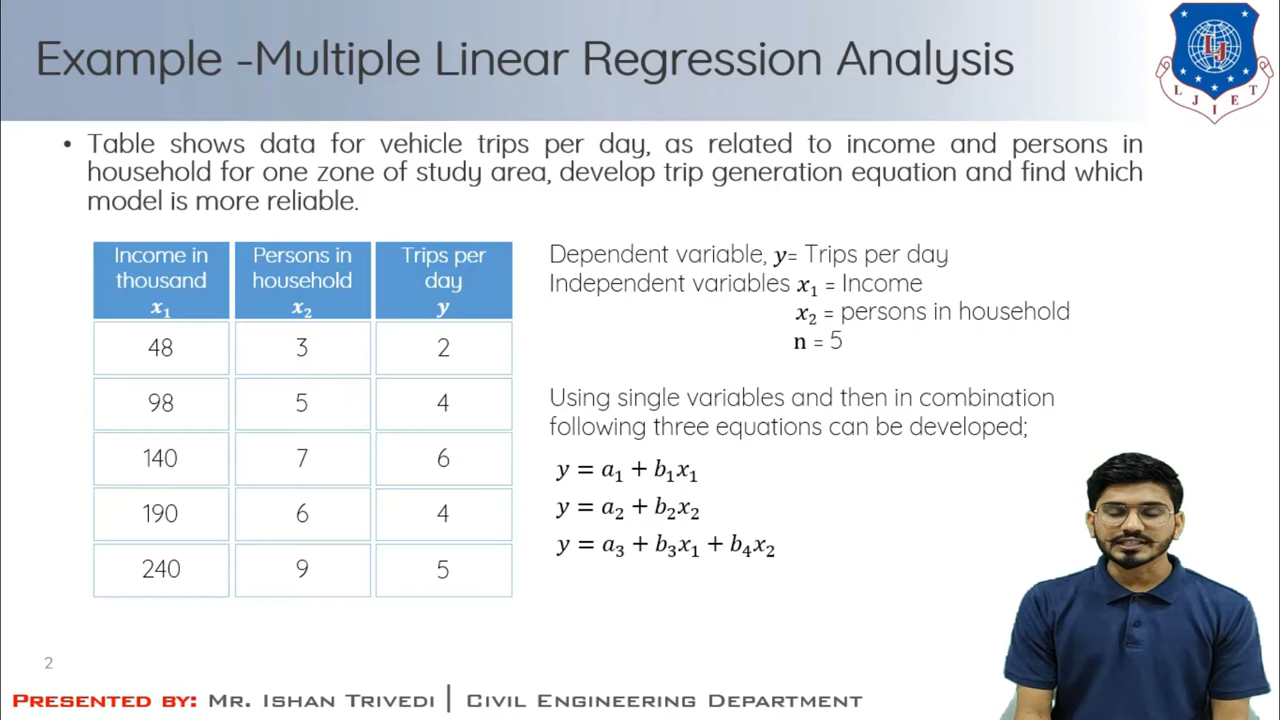 Example -Multiple Linear Regression Analysis
LJ
L J I E T
• Table shows data for vehicle trips per day, as related to income and persons in
household for one zone of study area, develop trip generation equation and find which
model is more reliable.
Income in thousand x₁ Persons in household x₂ Trips per day y
48 3 2
98 5 4
140 7 6
190 6 4
240 9 5
Dependent variable, y= Trips per day
Independent variables x₁ = Income
x₂ = persons in household
n = 5
Using single variables and then in combination
following three equations can be developed;
y = a₁ + b₁x₁
y = a₂ + b₂x₂
y = a₃ + b₃x₁ + b₄x₂
2
PRESENTED BY: MR. ISHAN TRIVEDI | CIVIL ENGINEERING DEPARTMENT